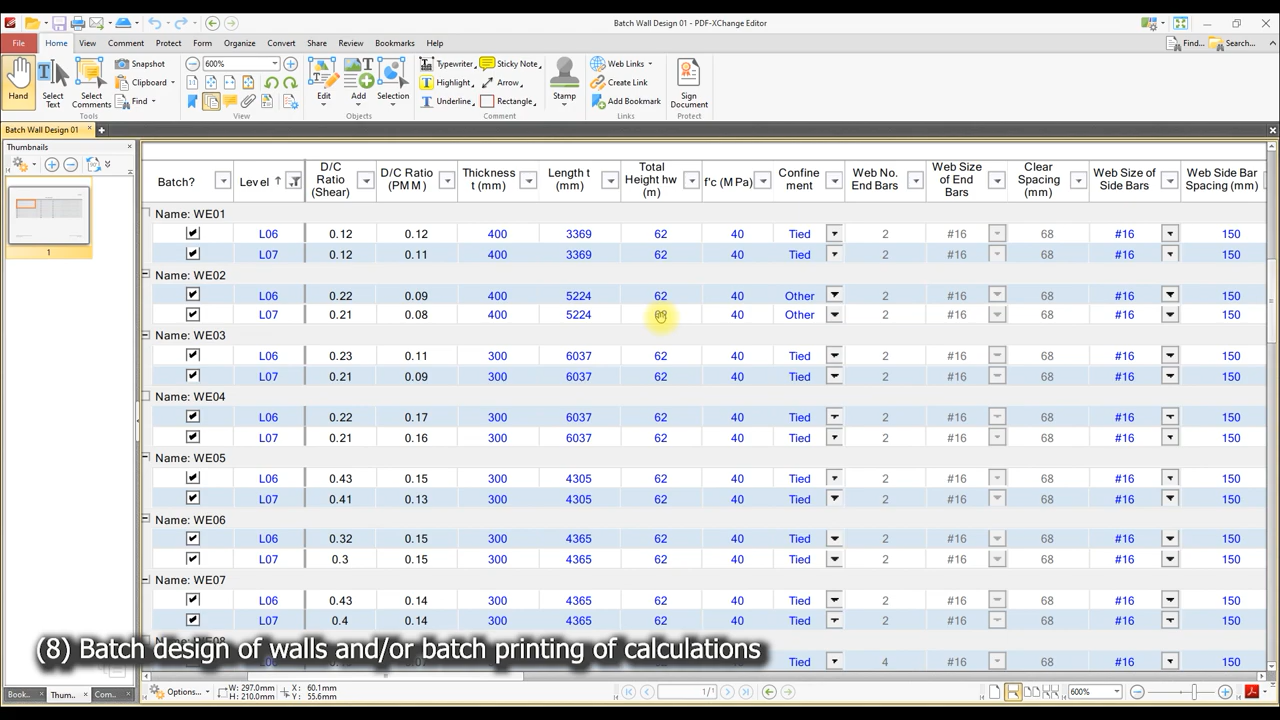 Batch Wall Design 01 - PDF-XChange Editor
File Home View Comment Protect Form Organize Convert Share Review Bookmarks Help Find... Search...
Hand
Select Text
Select Comments
Snapshot
Clipboard
Find
Tools
600%
View
Edit
Add
Selection
Objects
Typewriter
Highlight
Underline
Sticky Note
Arrow
Rectangle
Comment
Stamp
Web Links
Create Link
Add Bookmark
Links
Sign Document
Protect
Batch Wall Design 01
Thumbnails
1
Batch? Level D/C Ratio (Shear) D/C Ratio (PMM) Thickness t (mm) Length t (mm) Total Height hw (m) f'c (MPa) Confine ment Web No. End Bars Web Size of End Bars Clear Spacing (mm) Web Size of Side Bars Web Side Bar Spacing (mm)
Name: WE01
L06 0.12 0.12 400 3369 62 40 Tied 2 #16 68 #16 150
L07 0.12 0.11 400 3369 62 40 Tied 2 #16 68 #16 150
Name: WE02
L06 0.22 0.09 400 5224 62 40 Other 2 #16 68 #16 150
L07 0.21 0.08 400 5224 40 Other 2 #16 68 #16 150
Name: WE03
L06 0.23 0.11 300 6037 62 40 Tied 2 #16 68 #16 150
L07 0.21 0.09 300 6037 62 40 Tied 2 #16 68 #16 150
Name: WE04
L06 0.22 0.17 300 6037 62 40 Tied 2 #16 68 #16 150
L07 0.21 0.16 300 6037 62 40 Tied 2 #16 68 #16 150
Name: WE05
L06 0.43 0.15 300 4305 62 40 Tied 2 #16 68 #16 150
L07 0.41 0.13 300 4305 62 40 Tied 2 #16 68 #16 150
Name: WE06
L06 0.32 0.15 300 4365 62 40 Tied 2 #16 68 #16 150
L07 0.3 0.15 300 4365 62 40 Tied 2 #16 68 #16 150
Name: WE07
L06 0.43 0.14 300 4365 62 40 Tied 2 #16 68 #16 150
L07 0.4 0.14 300 4365 62 40 Tied 2 #16 68 #16 150
(8) Batch design of walls and/or batch printing of calculations
62 40 Tied 4 #16 68 #16 150
Book... Thum... Com... Options... W: 297.0mm H: 210.0mm X: 60.1mm Y: 55.6mm 1/1 600%